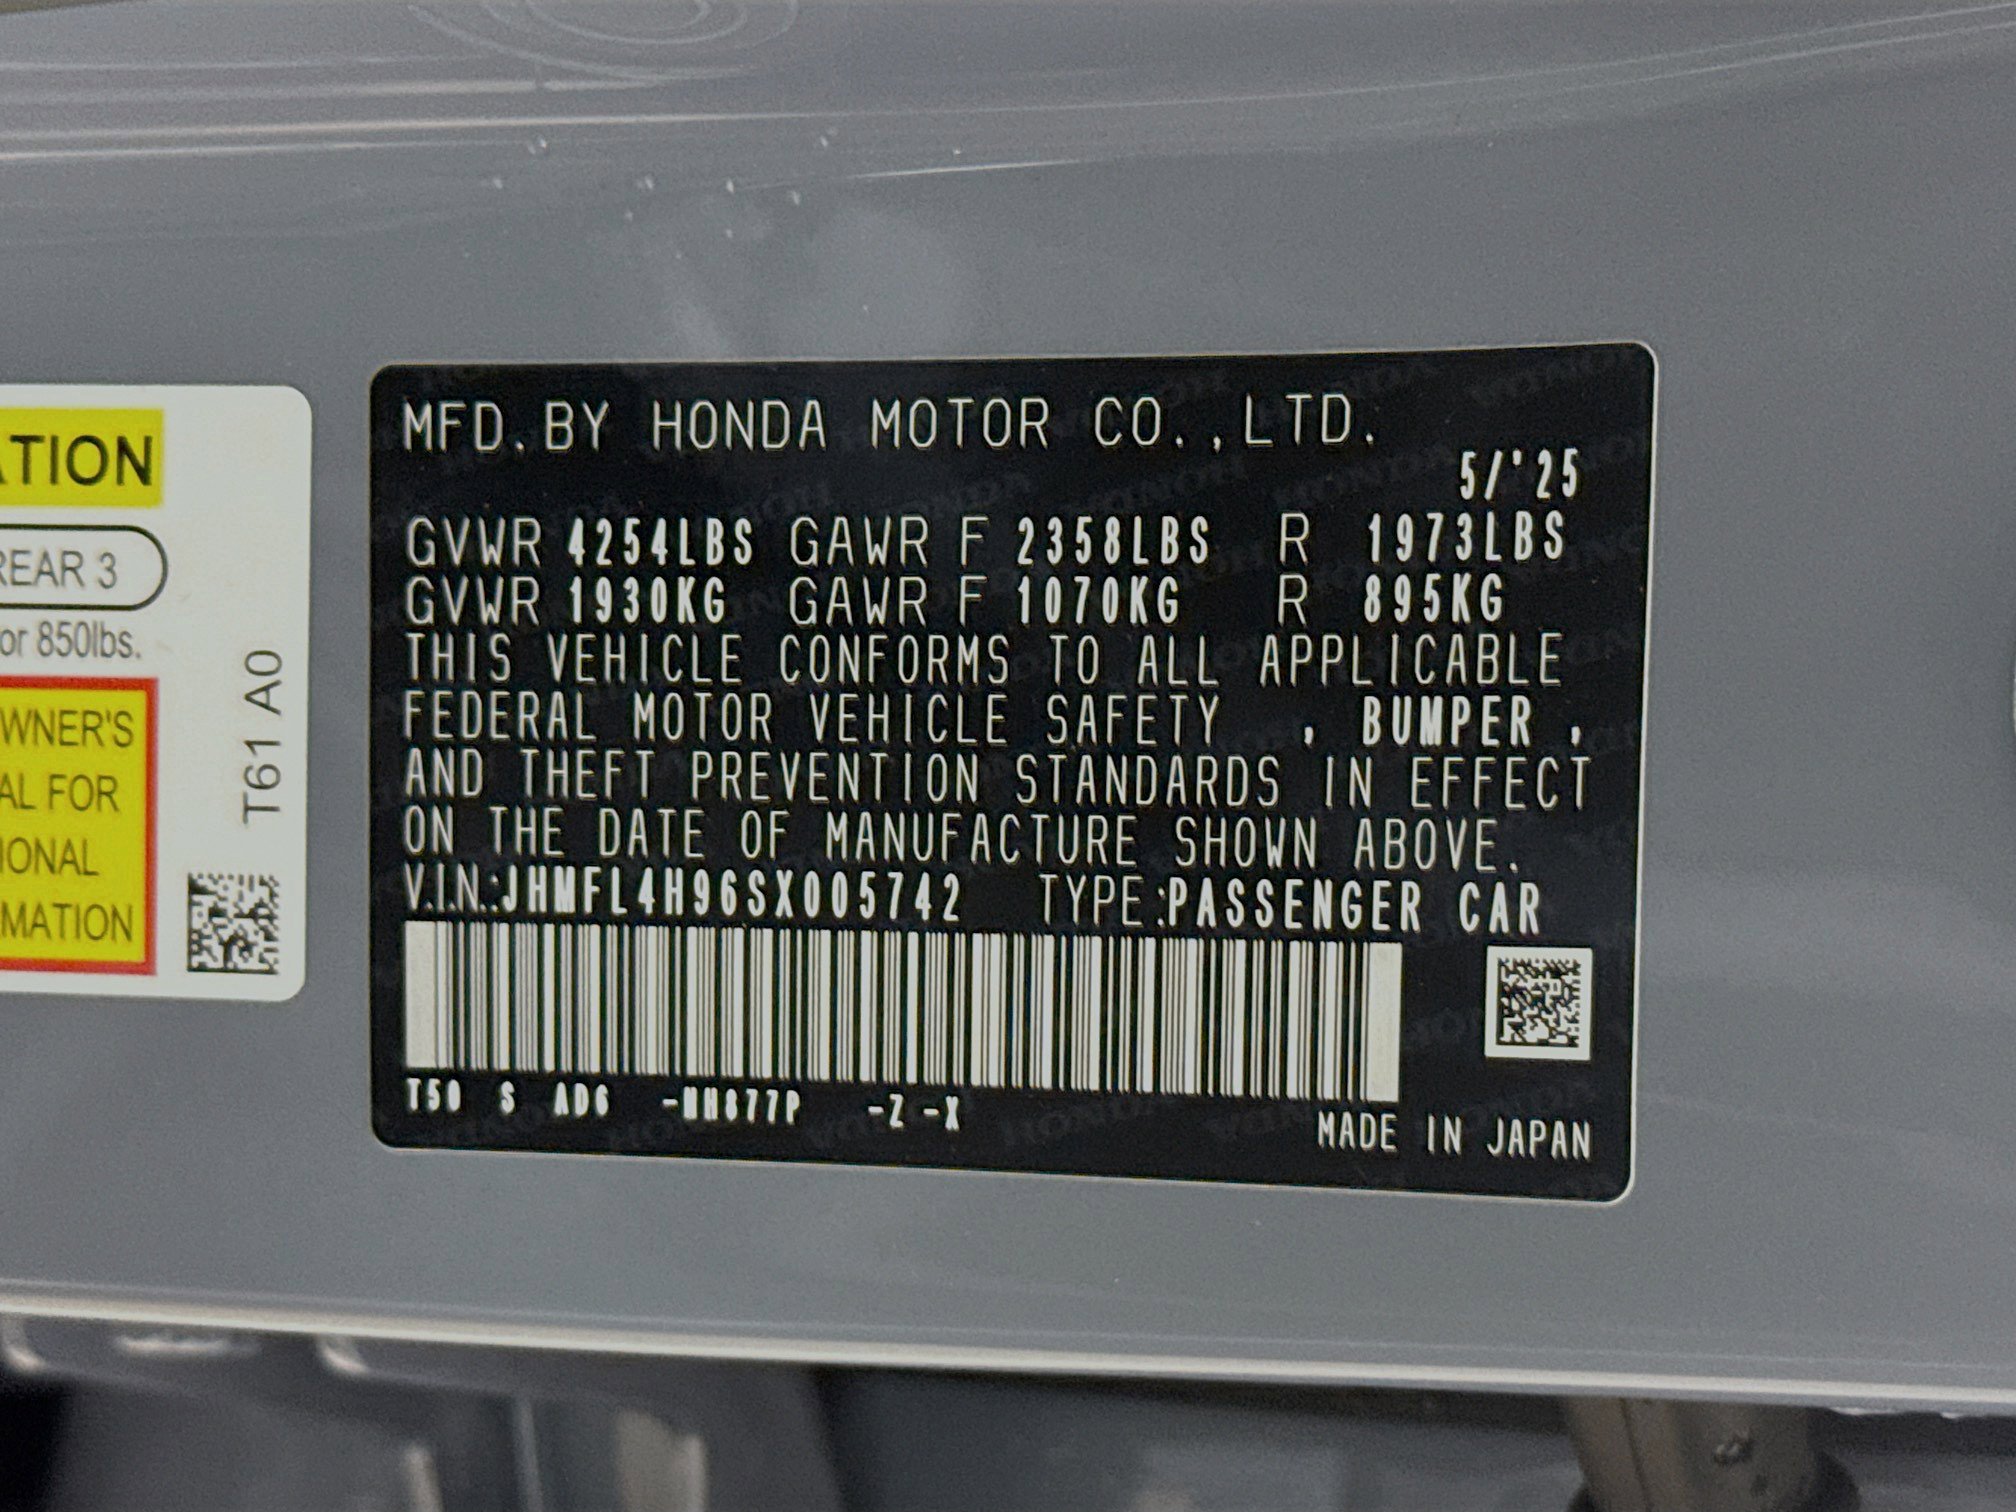 ATION
REAR 3
or 850lbs.
WNER'S
AL FOR
IONAL
MATION
T61 A0
MFD. BY HONDA MOTOR CO., LTD.
5/'25
GVWR 4254LBS GAWR F 2358LBS R 1973LBS
GVWR 1930KG GAWR F 1070KG R 895KG
THIS VEHICLE CONFORMS TO ALL APPLICABLE
FEDERAL MOTOR VEHICLE SAFETY , BUMPER ,
AND THEFT PREVENTION STANDARDS IN EFFECT
ON THE DATE OF MANUFACTURE SHOWN ABOVE.
V.I.N.:JHMFL4H96SX005742 TYPE:PASSENGER CAR
T50 S AD6 -NH877P -Z -X
MADE IN JAPAN